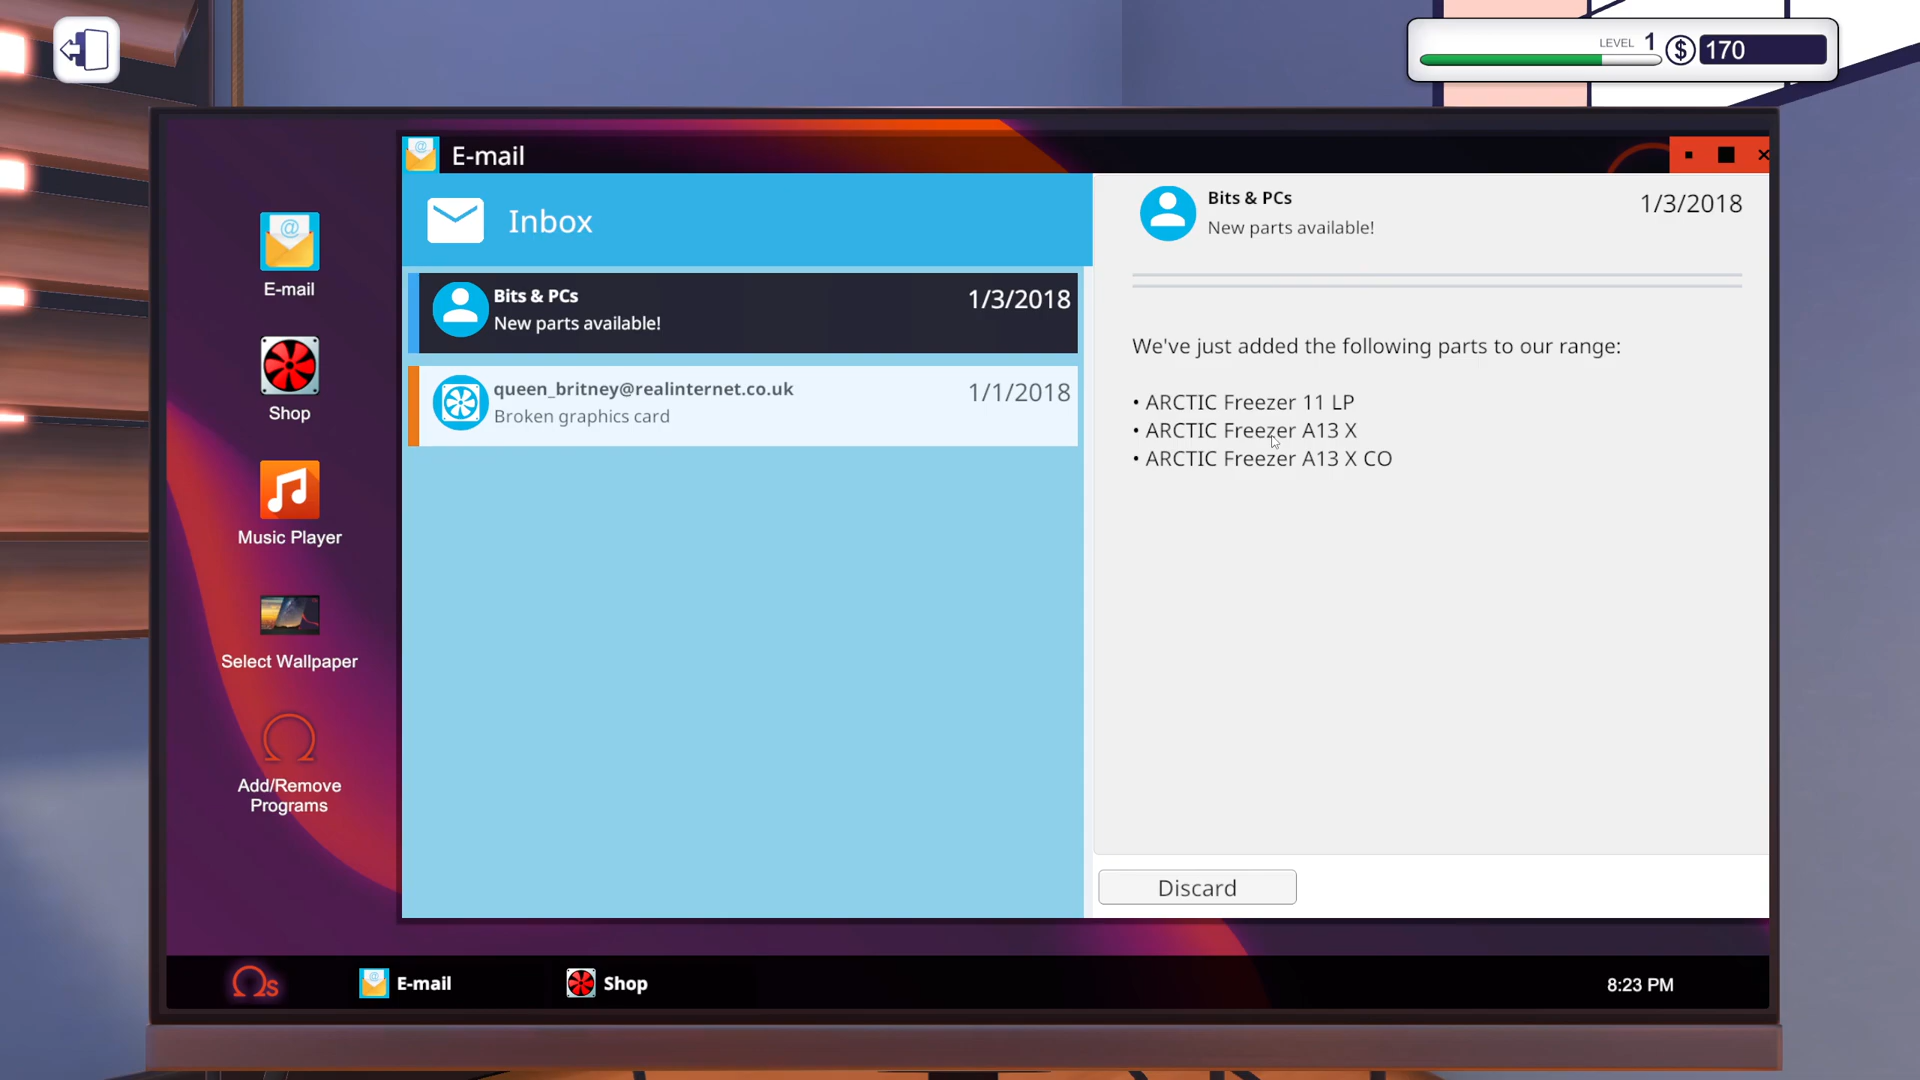 LEVEL 1
$ 170
E-mail
Inbox
Bits & PCs
1/3/2018
New parts available!
queen_britney@realinternet.co.uk
1/1/2018
Broken graphics card
Bits & PCs
1/3/2018
New parts available!
We've just added the following parts to our range:
• ARCTIC Freezer 11 LP
• ARCTIC Freezer A13 X
• ARCTIC Freezer A13 X CO
Discard
E-mail
Shop
Music Player
Select Wallpaper
Add/Remove
Programs
Ωs
E-mail
Shop
8:23 PM